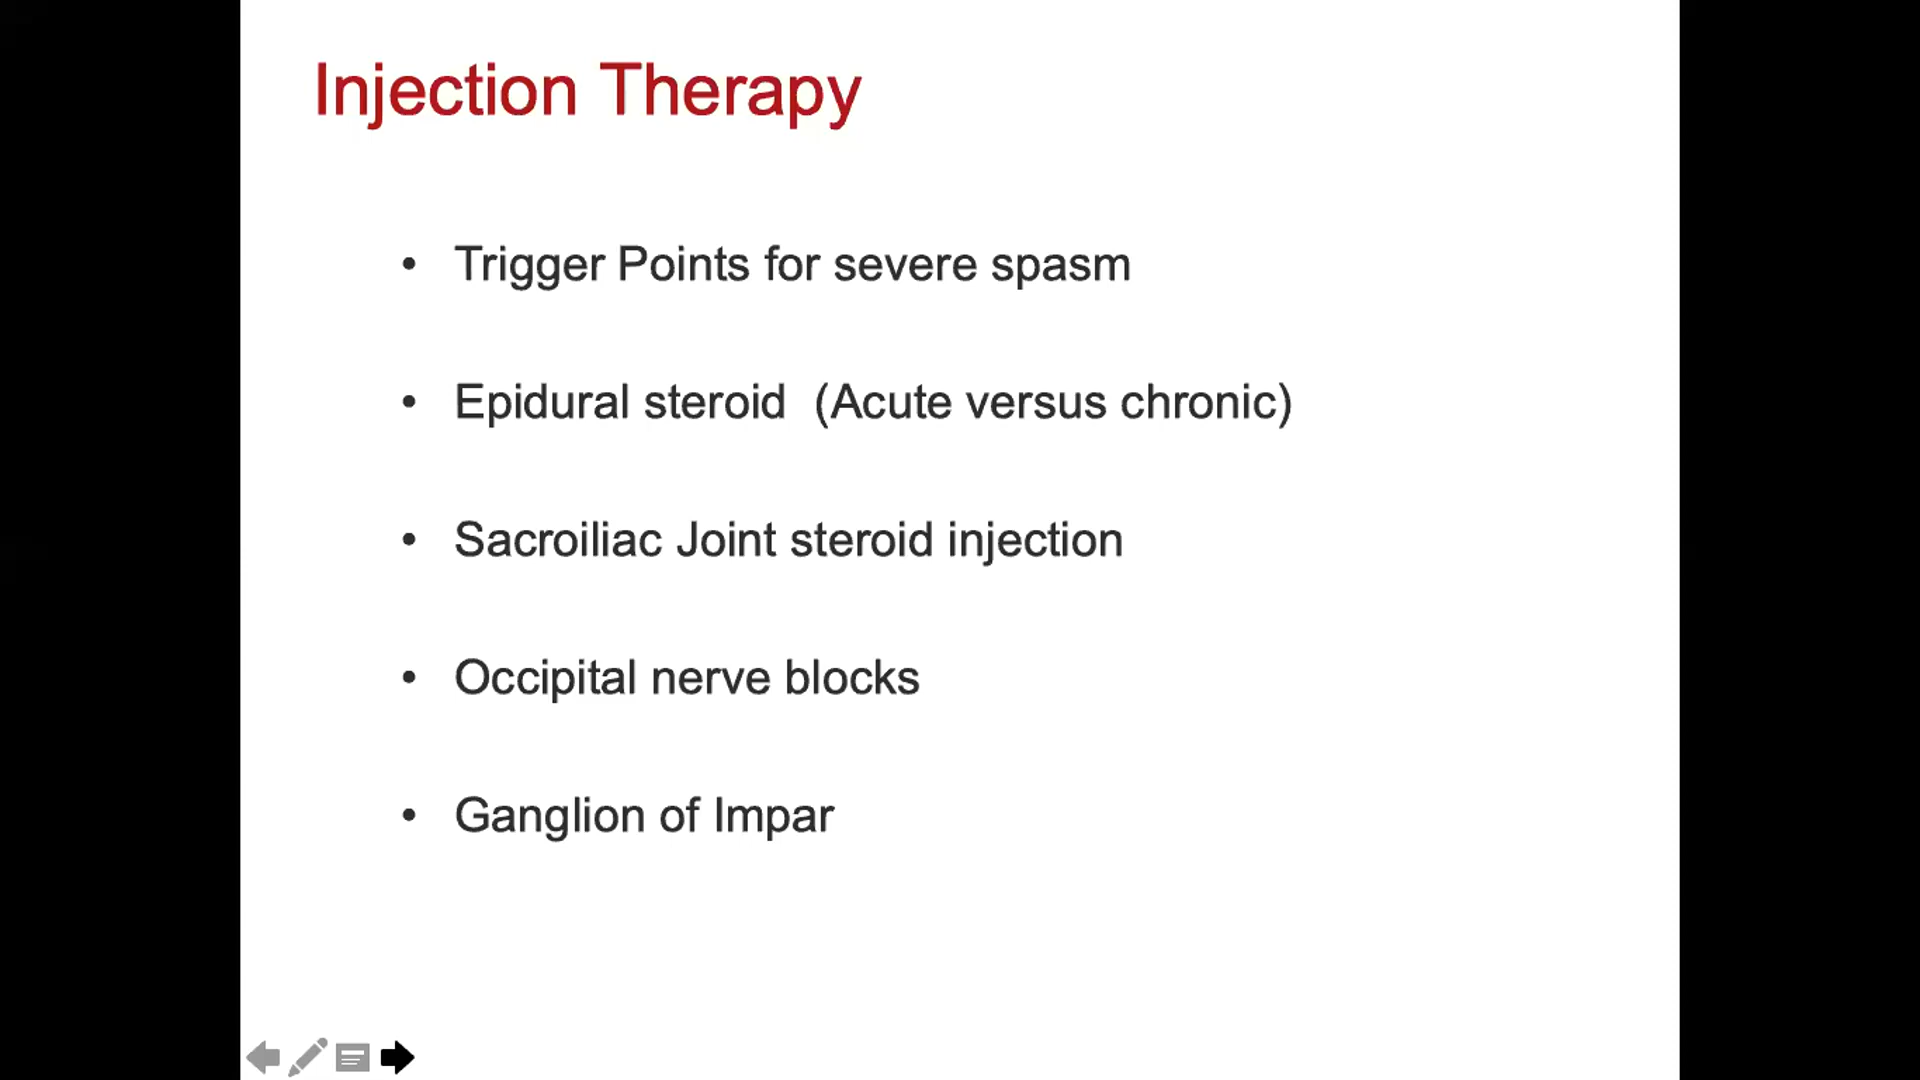 Injection Therapy
• Trigger Points for severe spasm
• Epidural steroid  (Acute versus chronic)
• Sacroiliac Joint steroid injection
• Occipital nerve blocks
• Ganglion of Impar